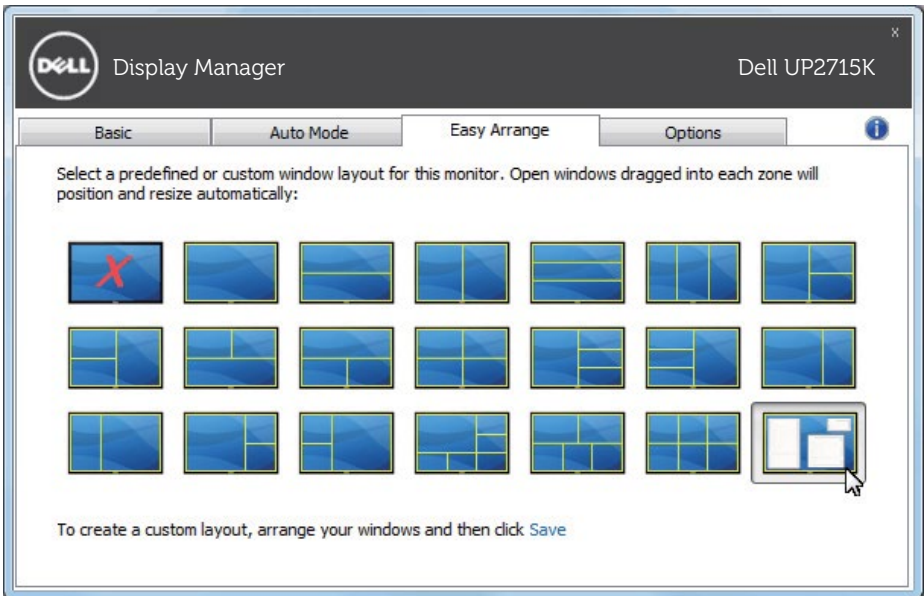 x
DELL Display Manager Dell UP2715K
Basic Auto Mode Easy Arrange Options i
Select a predefined or custom window layout for this monitor. Open windows dragged into each zone will
position and resize automatically:
X
To create a custom layout, arrange your windows and then click Save